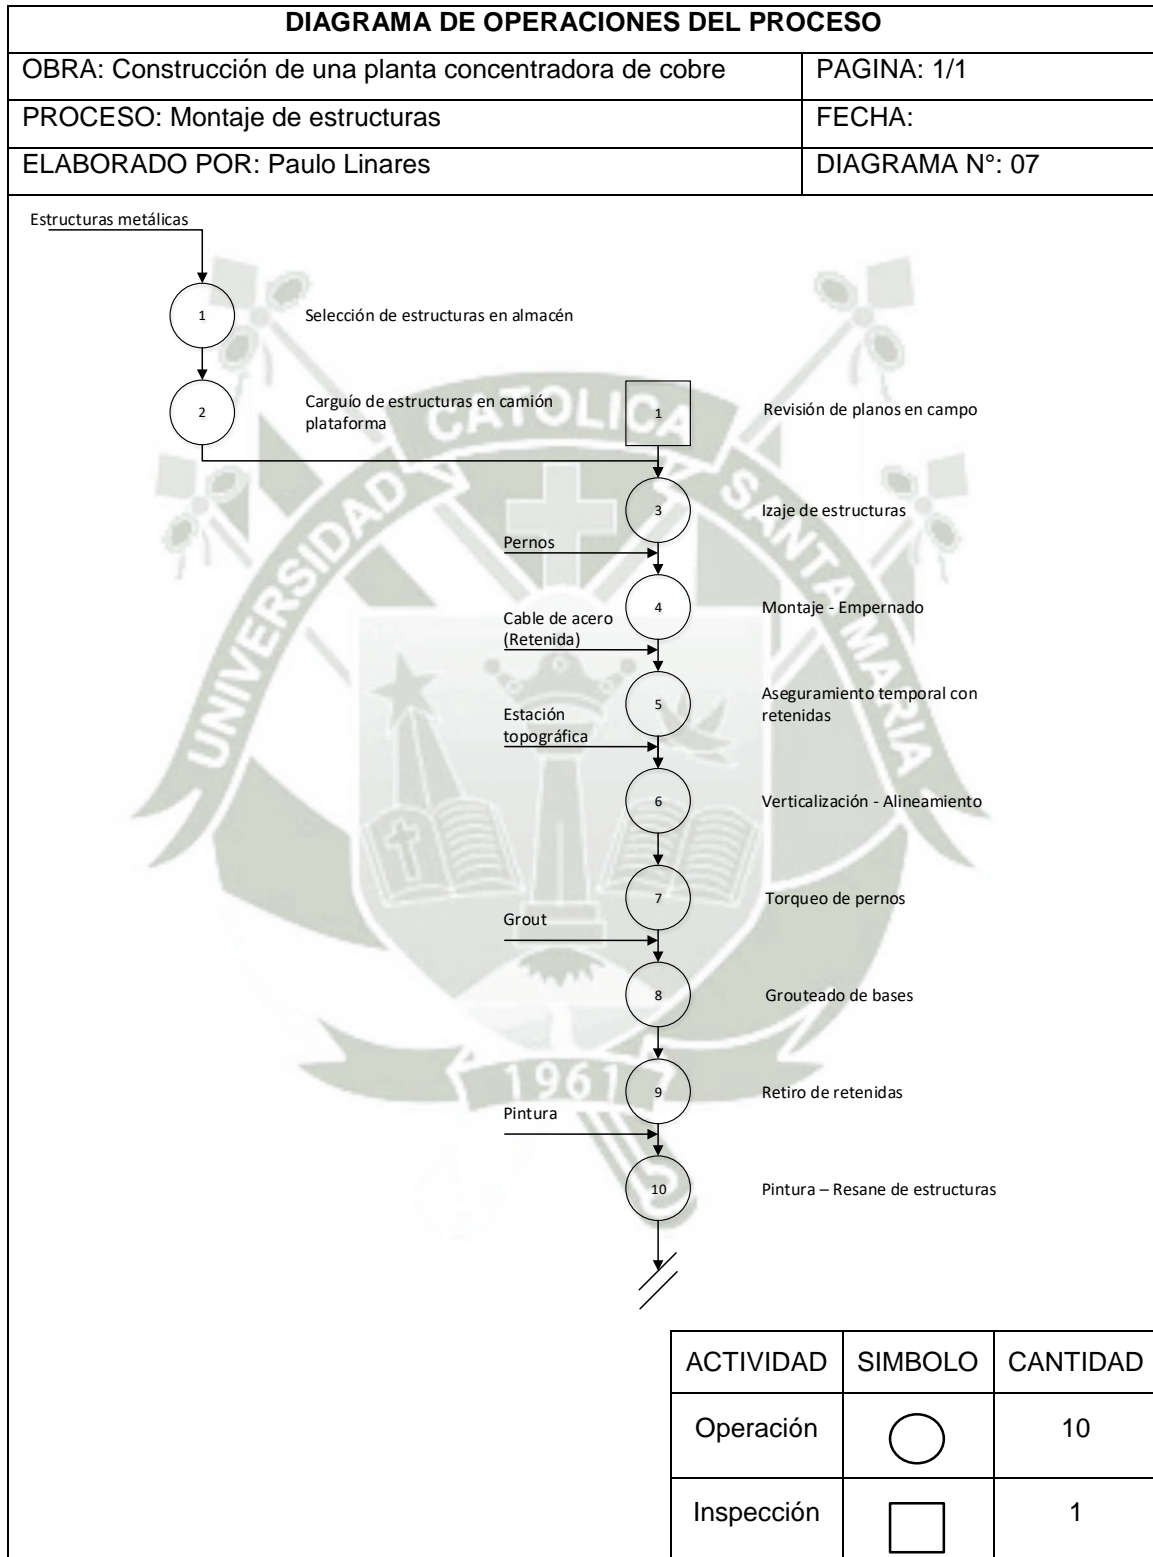 DIAGRAMA DE OPERACIONES DEL PROCESO
OBRA: Construcción de una planta concentradora de cobre
PAGINA: 1/1
PROCESO: Montaje de estructuras
FECHA:
ELABORADO POR: Paulo Linares
DIAGRAMA N°: 07
Estructuras metálicas
1
Selección de estructuras en almacén
2
Carguío de estructuras en camión
plataforma
1
Revisión de planos en campo
3
Izaje de estructuras
Pernos
4
Montaje - Empernado
Cable de acero
(Retenida)
5
Aseguramiento temporal con
retenidas
Estación
topográfica
6
Verticalización - Alineamiento
7
Torqueo de pernos
Grout
8
Grouteado de bases
9
Retiro de retenidas
Pintura
10
Pintura – Resane de estructuras
UNIVERSIDAD CATOLICA SANTA MARIA
1961
ACTIVIDAD
SIMBOLO
CANTIDAD
Operación
10
Inspección
1